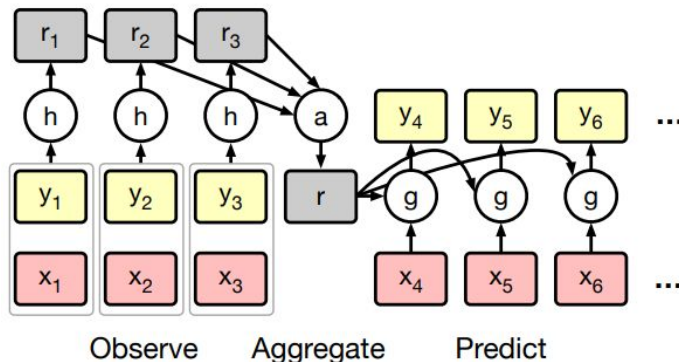 r₁ r₂ r₃
h h h a y₄ y₅ y₆ ...
y₁ y₂ y₃ r g g g
x₁ x₂ x₃ x₄ x₅ x₆ ...
Observe Aggregate Predict